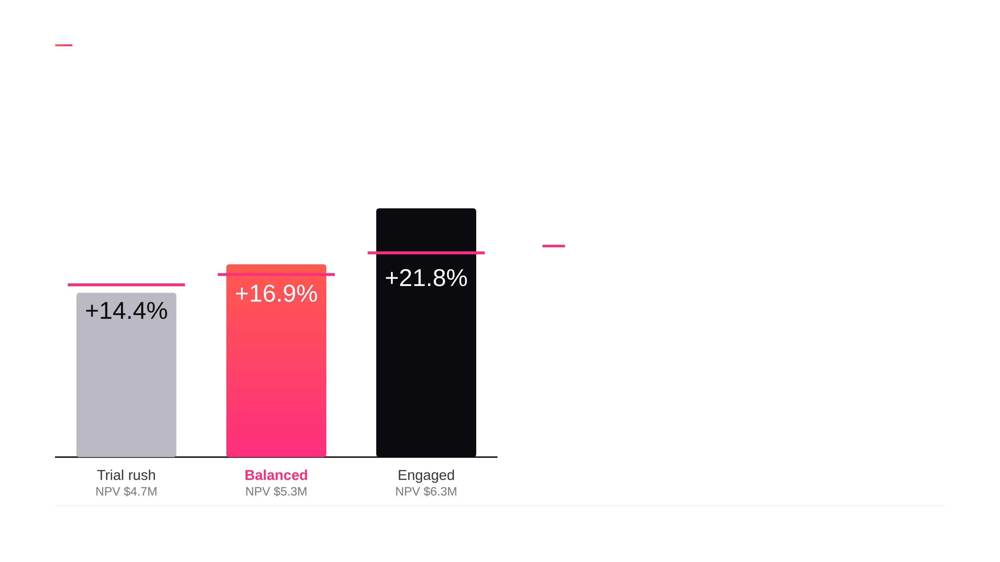 +14.4%
+16.9%
+21.8%
Trial rush
NPV $4.7M
Balanced
NPV $5.3M
Engaged
NPV $6.3M